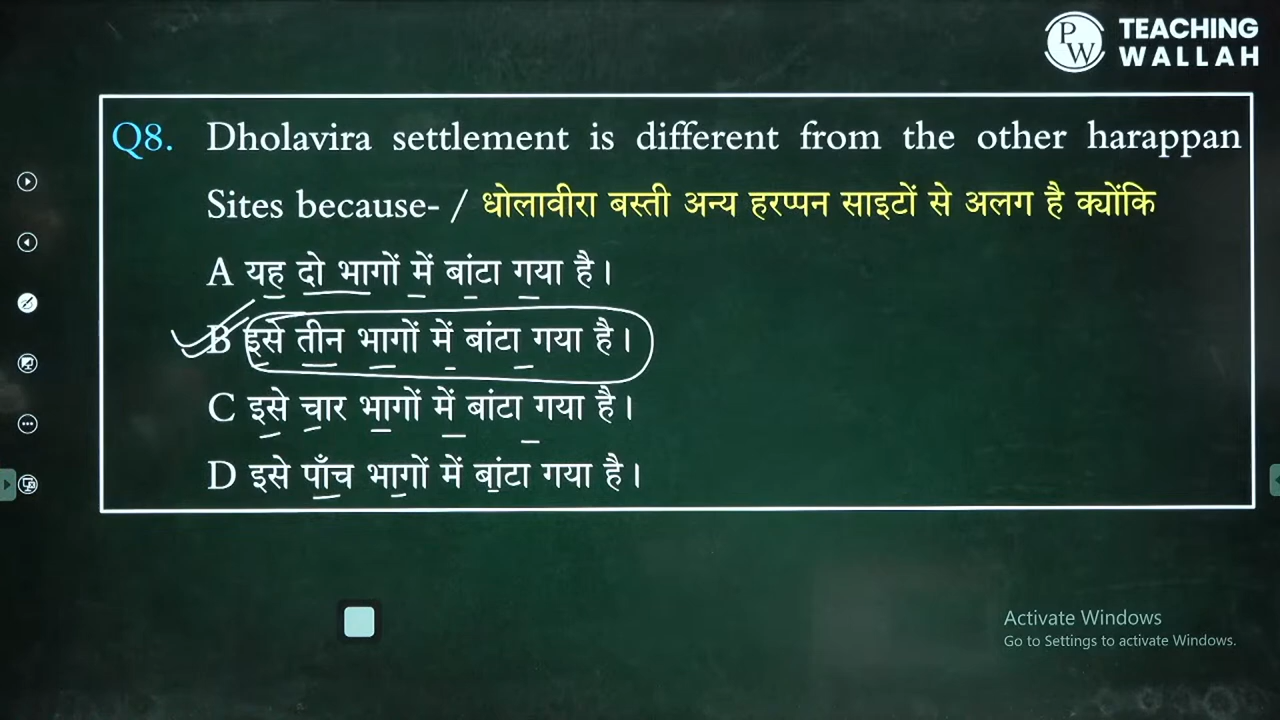 TEACHING
PW WALLAH
Q8. Dholavira settlement is different from the other harappan
Sites because- / धोलावीरा बस्ती अन्य हरप्पन साइटों से अलग है क्योंकि
A यह दो भागों में बांटा गया है।
B इसे तीन भागों में बांटा गया है।
C इसे चार भागों में बांटा गया है।
D इसे पाँच भागों में बांटा गया है।
Activate Windows
Go to Settings to activate Windows.